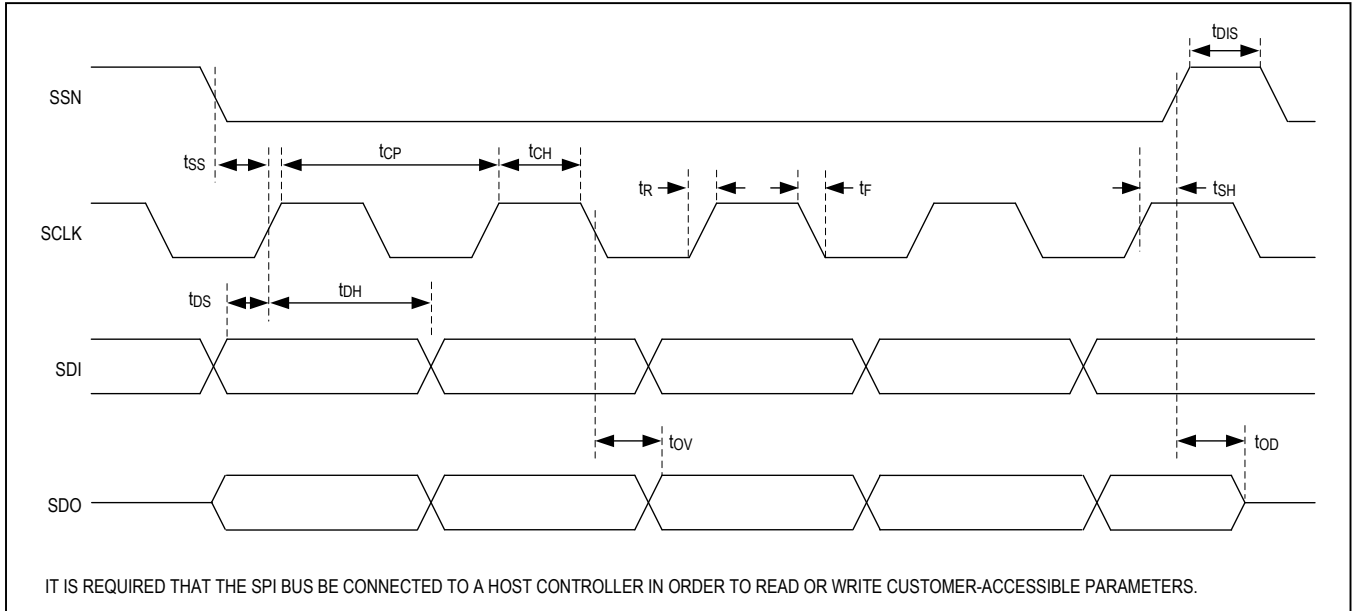 tDIS
SSN
tSS
tCP
tCH
tR
tF
tSH
SCLK
tDS
tDH
SDI
tOV
tOD
SDO
IT IS REQUIRED THAT THE SPI BUS BE CONNECTED TO A HOST CONTROLLER IN ORDER TO READ OR WRITE CUSTOMER-ACCESSIBLE PARAMETERS.